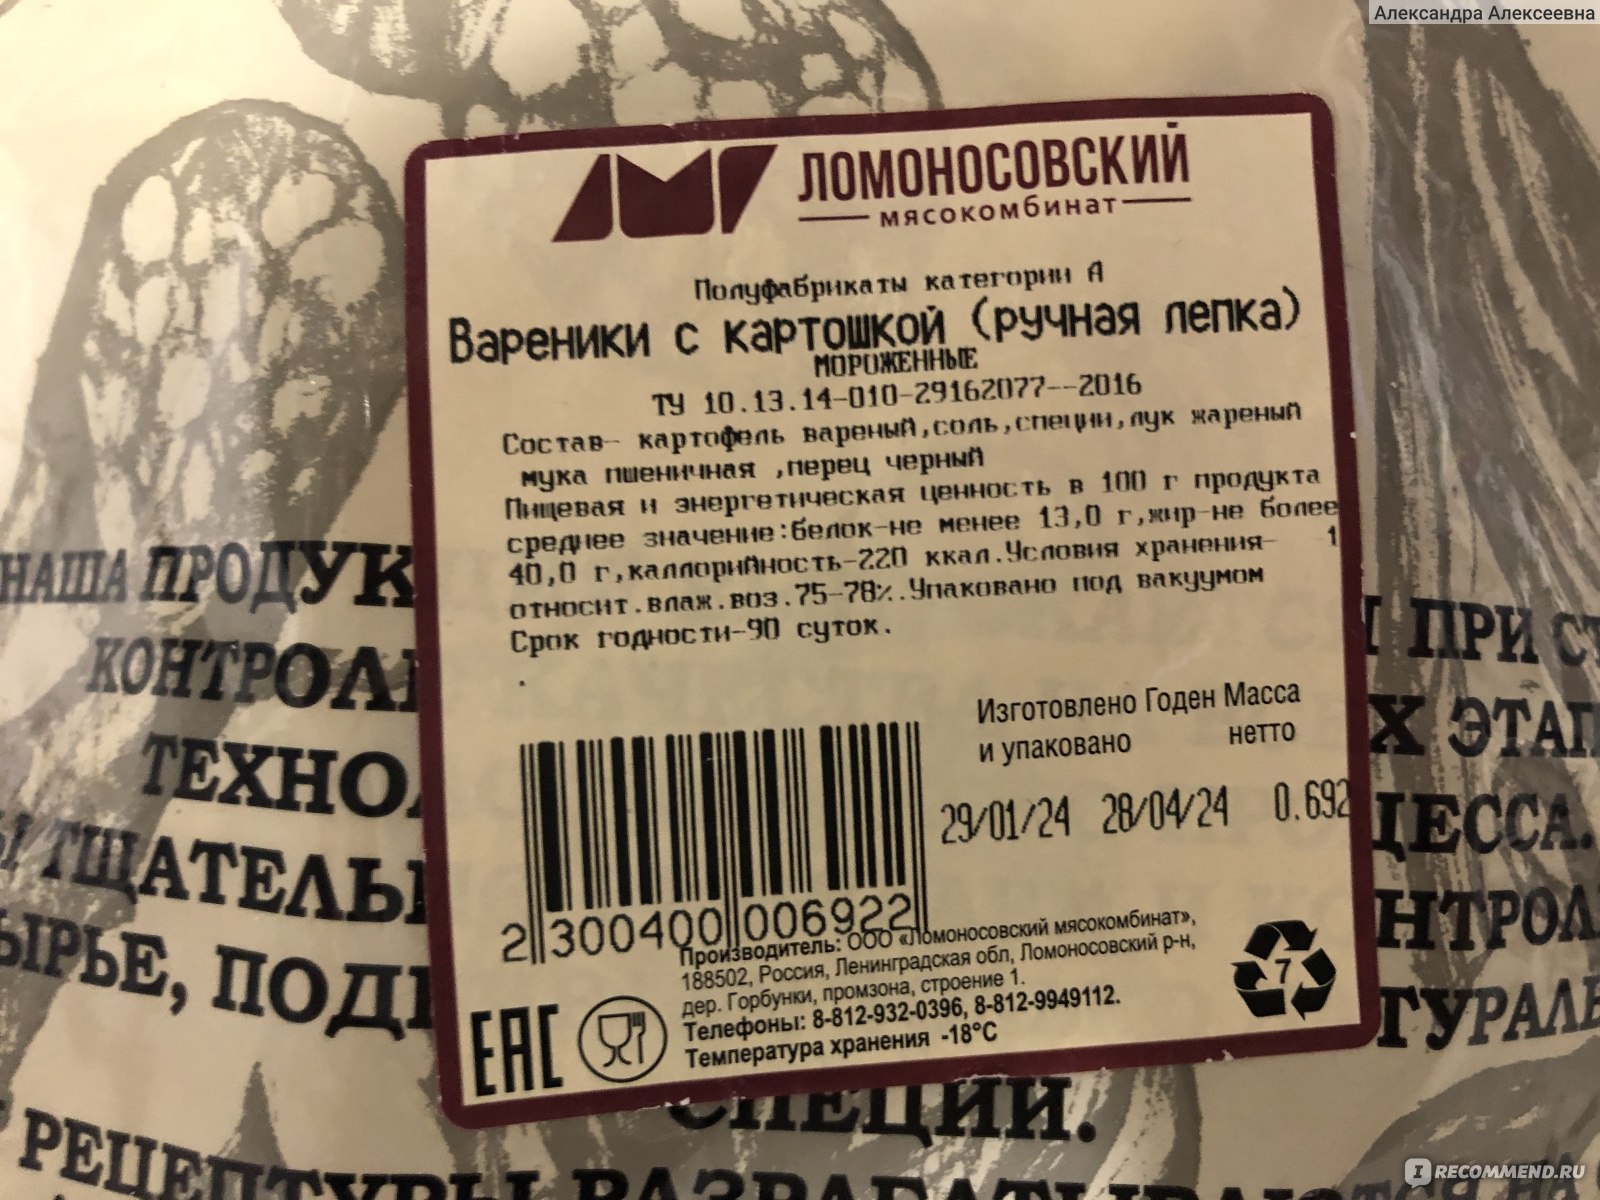 Александра Алексеевна
ЛОМОНОСОВСКИЙ
мясокомбинат
Полуфабрикаты категории А
Вареники с картошкой (ручная лепка)
МОРОЖЕННЫЕ
ТУ 10.13.14-010-29162077--2016
Состав- картофель вареный,соль,специи,лук жареный
мука пшеничная ,перец черный
Пищевая и энергетическая ценность в 100 г продукта
среднее значение:белок-не менее 13,0 г,жир-не более
40,0 г,каллорийность-220 ккал.Условия хранения- 1
относит.влаж.воз.75-78%.Упаковано под вакуумом
Срок годности-90 суток.
.
Изготовлено Годен Масса
и упаковано нетто
29/01/24 28/04/24 0.692
2 300400 006922
Производитель: ООО «Ломоносовский мясокомбинат»,
188502, Россия, Ленинградская обл, Ломоносовский р-н,
дер. Горбунки, промзона, строение 1.
Телефоны: 8-812-932-0396, 8-812-9949112.
Температура хранения -18°С
EAC
7
НАША ПРОДУК
КОНТРОЛ
ТЕХНО
Ы ТЩАТЕЛЬ
ЫРЬЕ, ПОД
ПРИ СТ
Х ЭТАП
ЦЕССА.
НТРОЛ
ТУРАЛЬ
СПЕЦИИ.
РЕЦЕПТУРЫ РАЗРАБАТЫВАЮТ
IRECOMMEND.RU